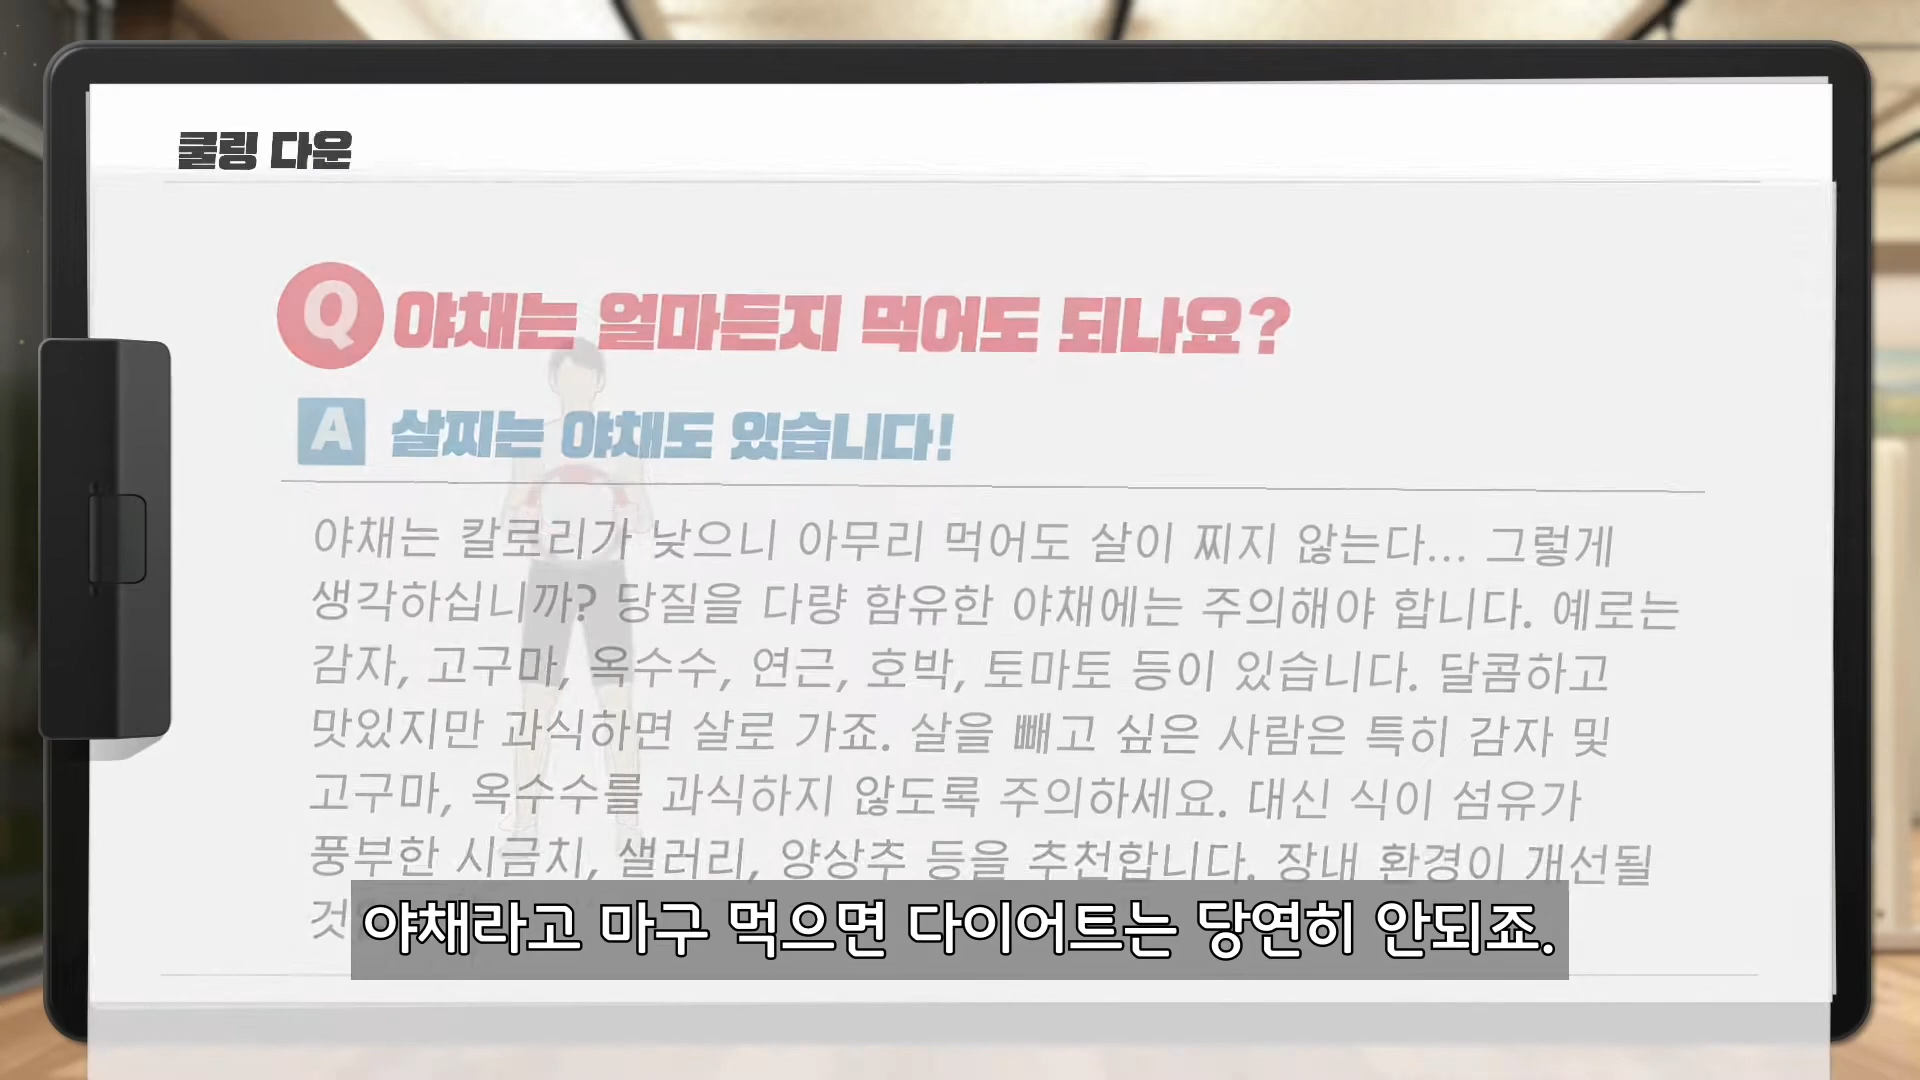 쿨링 다운
Q 야채는 얼마든지 먹어도 되나요?
A 살찌는 야채도 있습니다!
야채는 칼로리가 낮으니 아무리 먹어도 살이 찌지 않는다... 그렇게
생각하십니까? 당질을 다량 함유한 야채에는 주의해야 합니다. 예로는
감자, 고구마, 옥수수, 연근, 호박, 토마토 등이 있습니다. 달콤하고
맛있지만 과식하면 살로 가죠. 살을 빼고 싶은 사람은 특히 감자 및
고구마, 옥수수를 과식하지 않도록 주의하세요. 대신 식이 섬유가
풍부한 시금치, 샐러리, 양상추 등을 추천합니다. 장내 환경이 개선될
야채라고 마구 먹으면 다이어트는 당연히 안되죠.